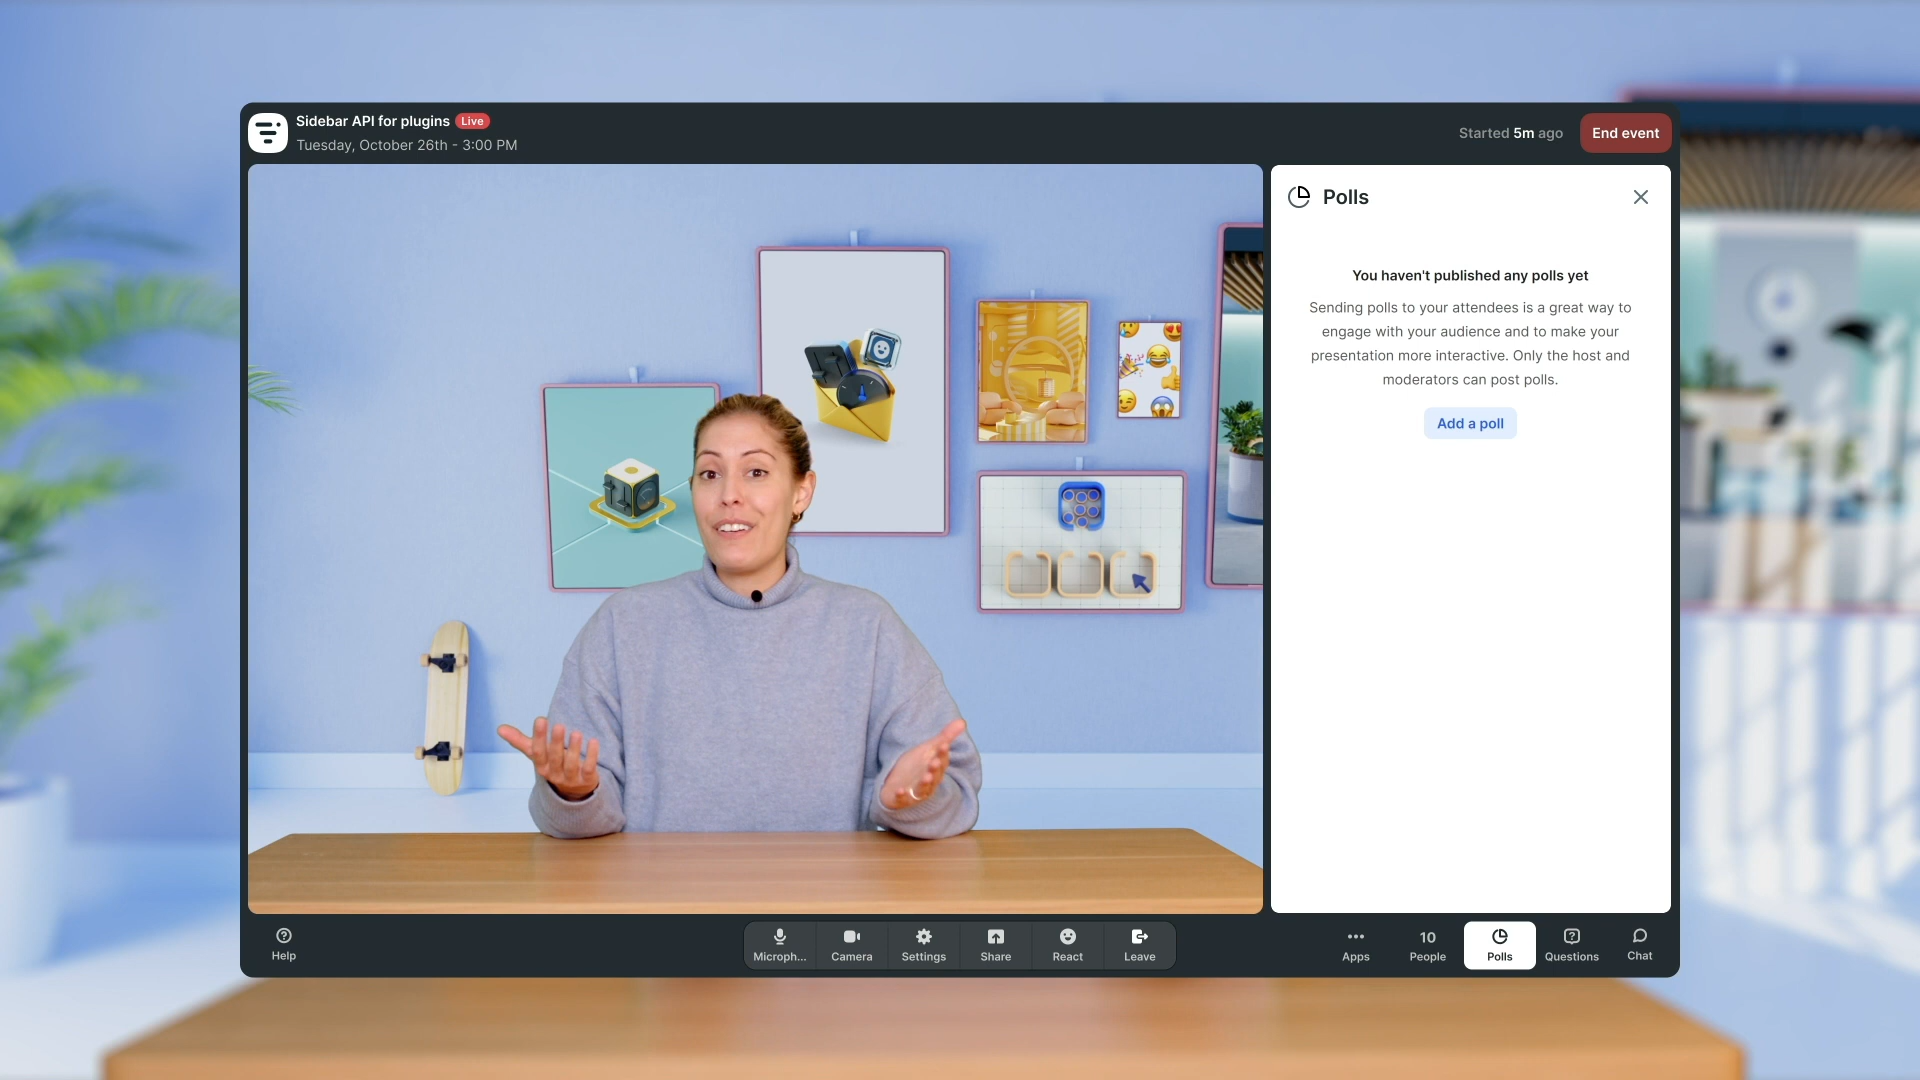 Sidebar API for plugins Live
Tuesday, October 26th - 3:00 PM
Started 5m ago
End event
Polls
You haven't published any polls yet
Sending polls to your attendees is a great way to
engage with your audience and to make your
presentation more interactive. Only the host and
moderators can post polls.
Add a poll
Help
Microph...
Camera
Settings
Share
React
Leave
Apps
10
People
Polls
Questions
Chat